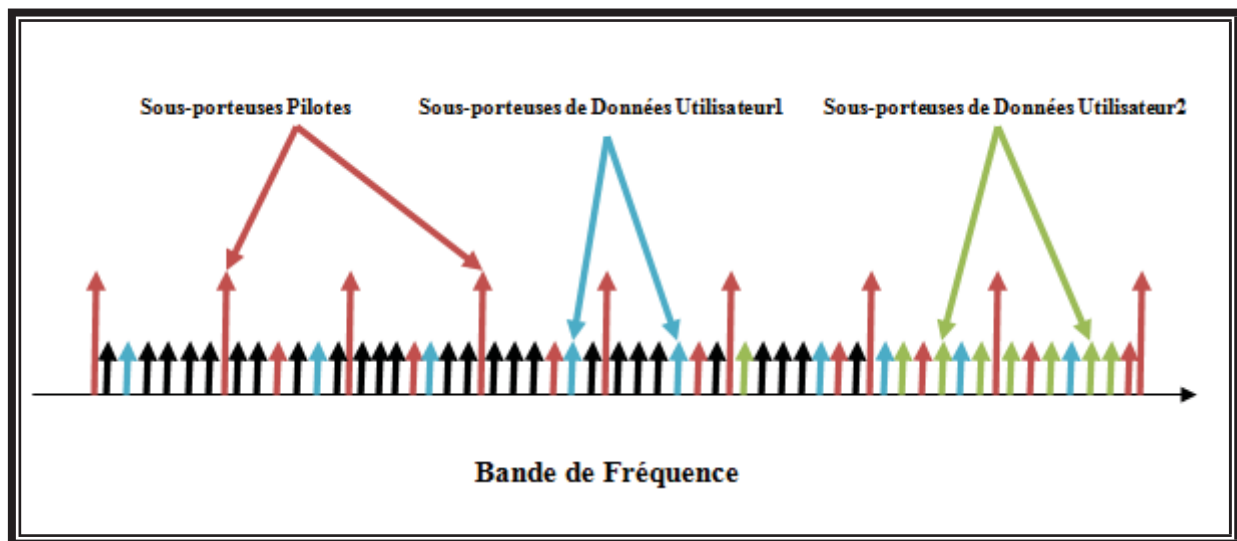 Sous-porteuses Pilotes
Sous-porteuses de Données Utilisateur1
Sous-porteuses de Données Utilisateur2
Bande de Fréquence